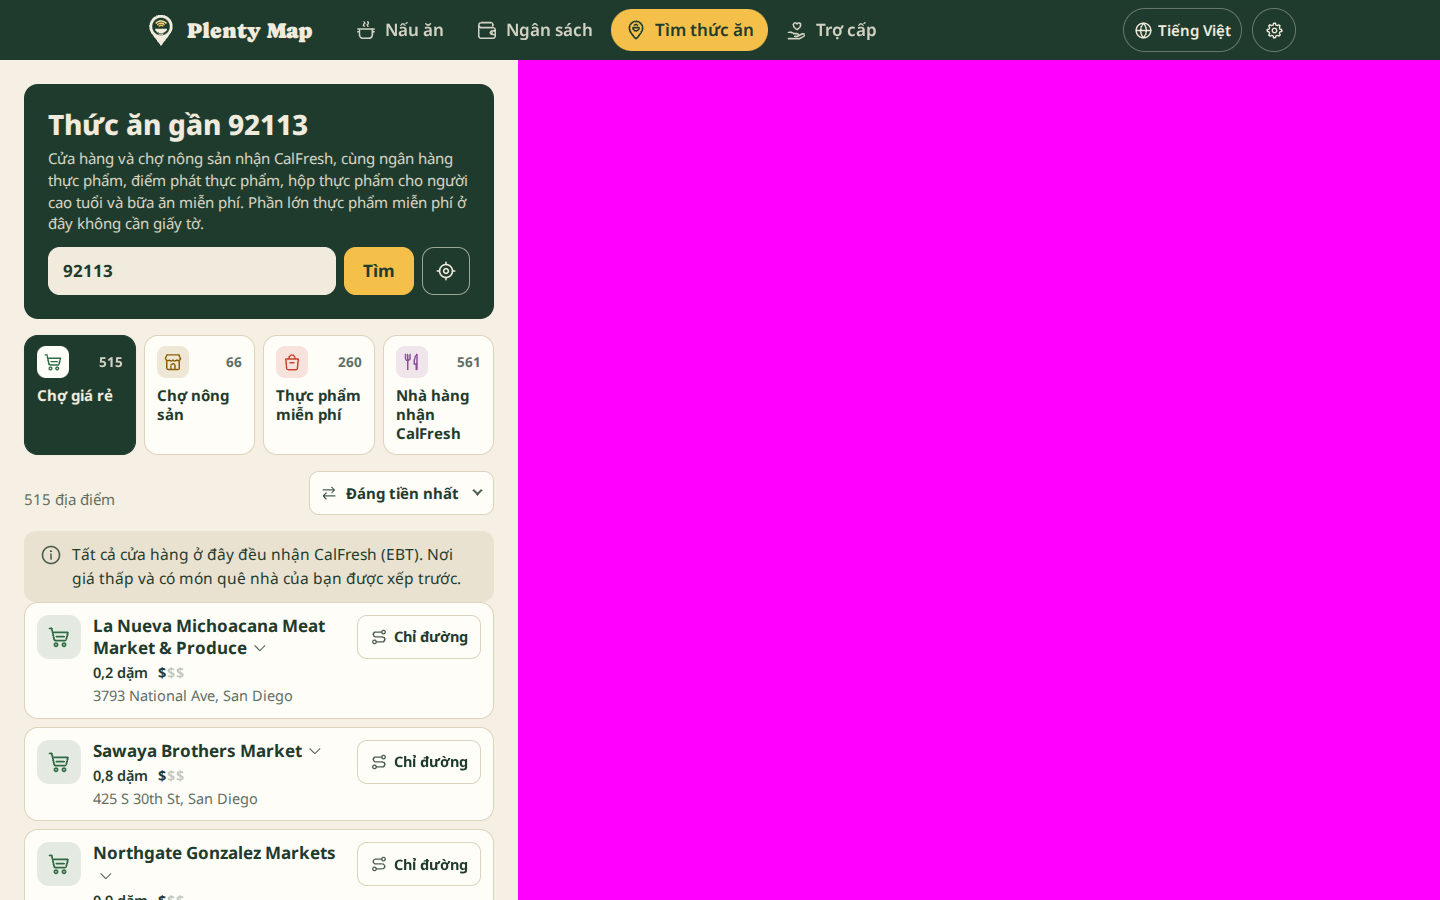 Plenty Map
Nấu ăn
Ngân sách
Tìm thức ăn
Trợ cấp
Tiếng Việt
Thức ăn gần 92113
Cửa hàng và chợ nông sản nhận CalFresh, cùng ngân hàng
thực phẩm, điểm phát thực phẩm, hộp thực phẩm cho người
cao tuổi và bữa ăn miễn phí. Phần lớn thực phẩm miễn phí ở
đây không cần giấy tờ.
92113
Tìm
515
Chợ giá rẻ
66
Chợ nông
sản
260
Thực phẩm
miễn phí
561
Nhà hàng
nhận
CalFresh
515 địa điểm
Đáng tiền nhất
Tất cả cửa hàng ở đây đều nhận CalFresh (EBT). Nơi
giá thấp và có món quê nhà của bạn được xếp trước.
La Nueva Michoacana Meat
Market & Produce
Chỉ đường
0,2 dặm $$$
3793 National Ave, San Diego
Sawaya Brothers Market
Chỉ đường
0,8 dặm $$$
425 S 30th St, San Diego
Northgate Gonzalez Markets
Chỉ đường
0,9 dặm $$$